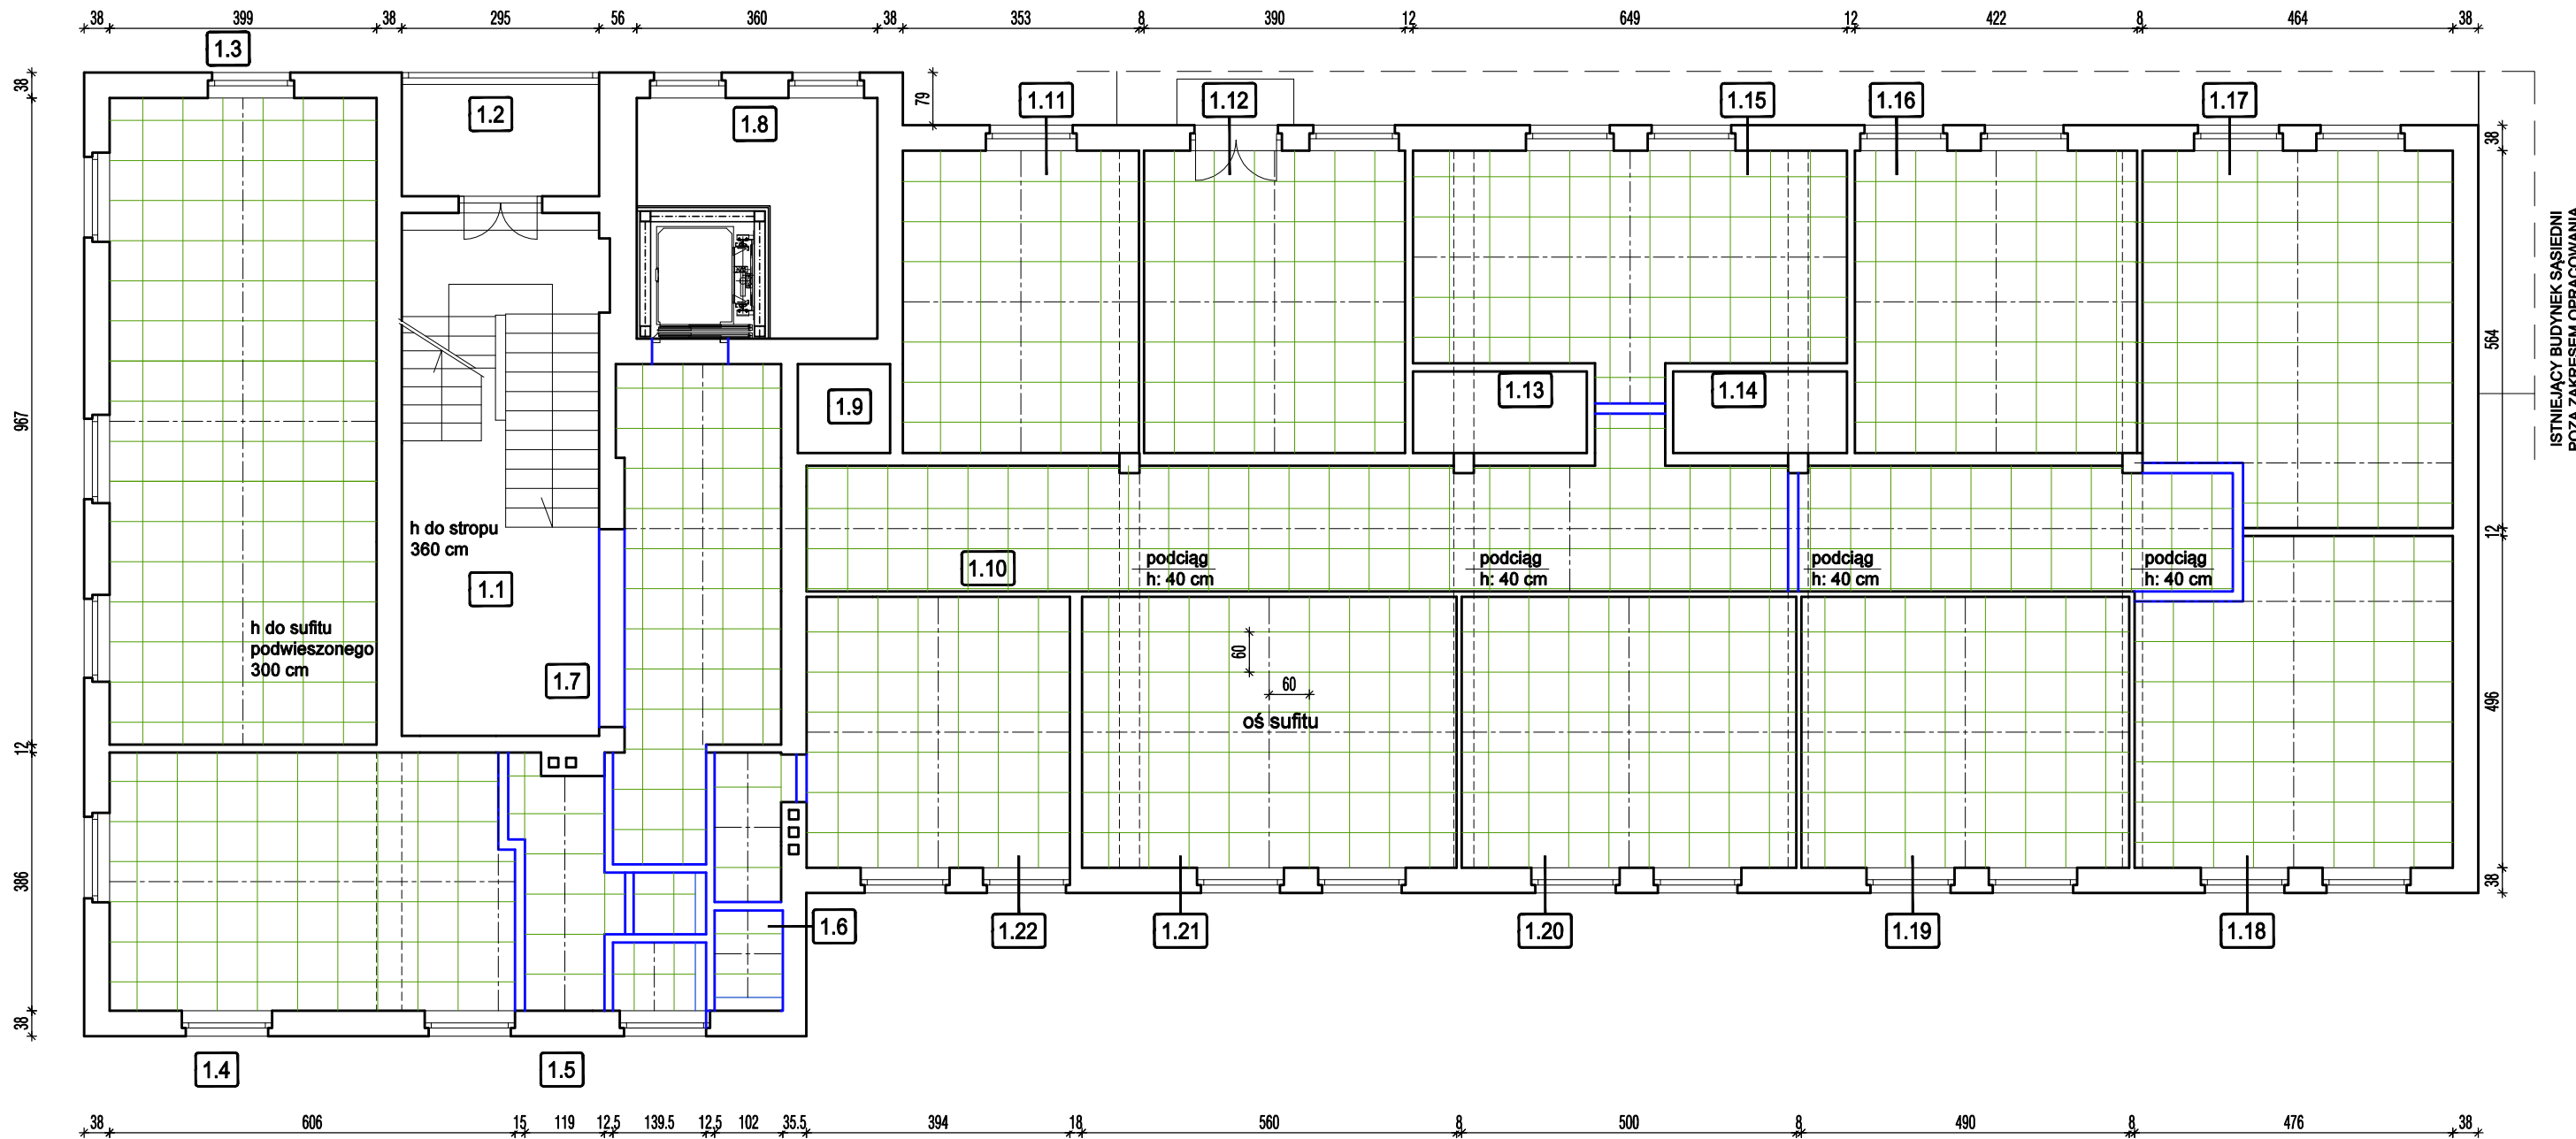 38 399 38 295 56 360 38 353 8 390 12 649 12 422 8 464 38
1.3
38
79
1.2
1.8
1.11
1.12
1.15
1.16
1.17
38
ISTNIEJĄCY BUDYNEK SĄSIEDNI
POZA ZAKRESEM OPRACOWANIA
564
967
1.9
1.13
1.14
h do stropu
360 cm
12
1.10
podciąg
h: 40 cm
podciąg
h: 40 cm
podciąg
h: 40 cm
podciąg
h: 40 cm
1.1
h do sufitu
podwieszonego
300 cm
60
1.7
60
496
oś sufitu
12
386
38
1.6
1.22
1.21
1.20
1.19
1.18
38
1.4
1.5
38 606 15 119 12,5 139.5 12,5 102 35.5 394 18 560 8 500 8 490 8 476 38